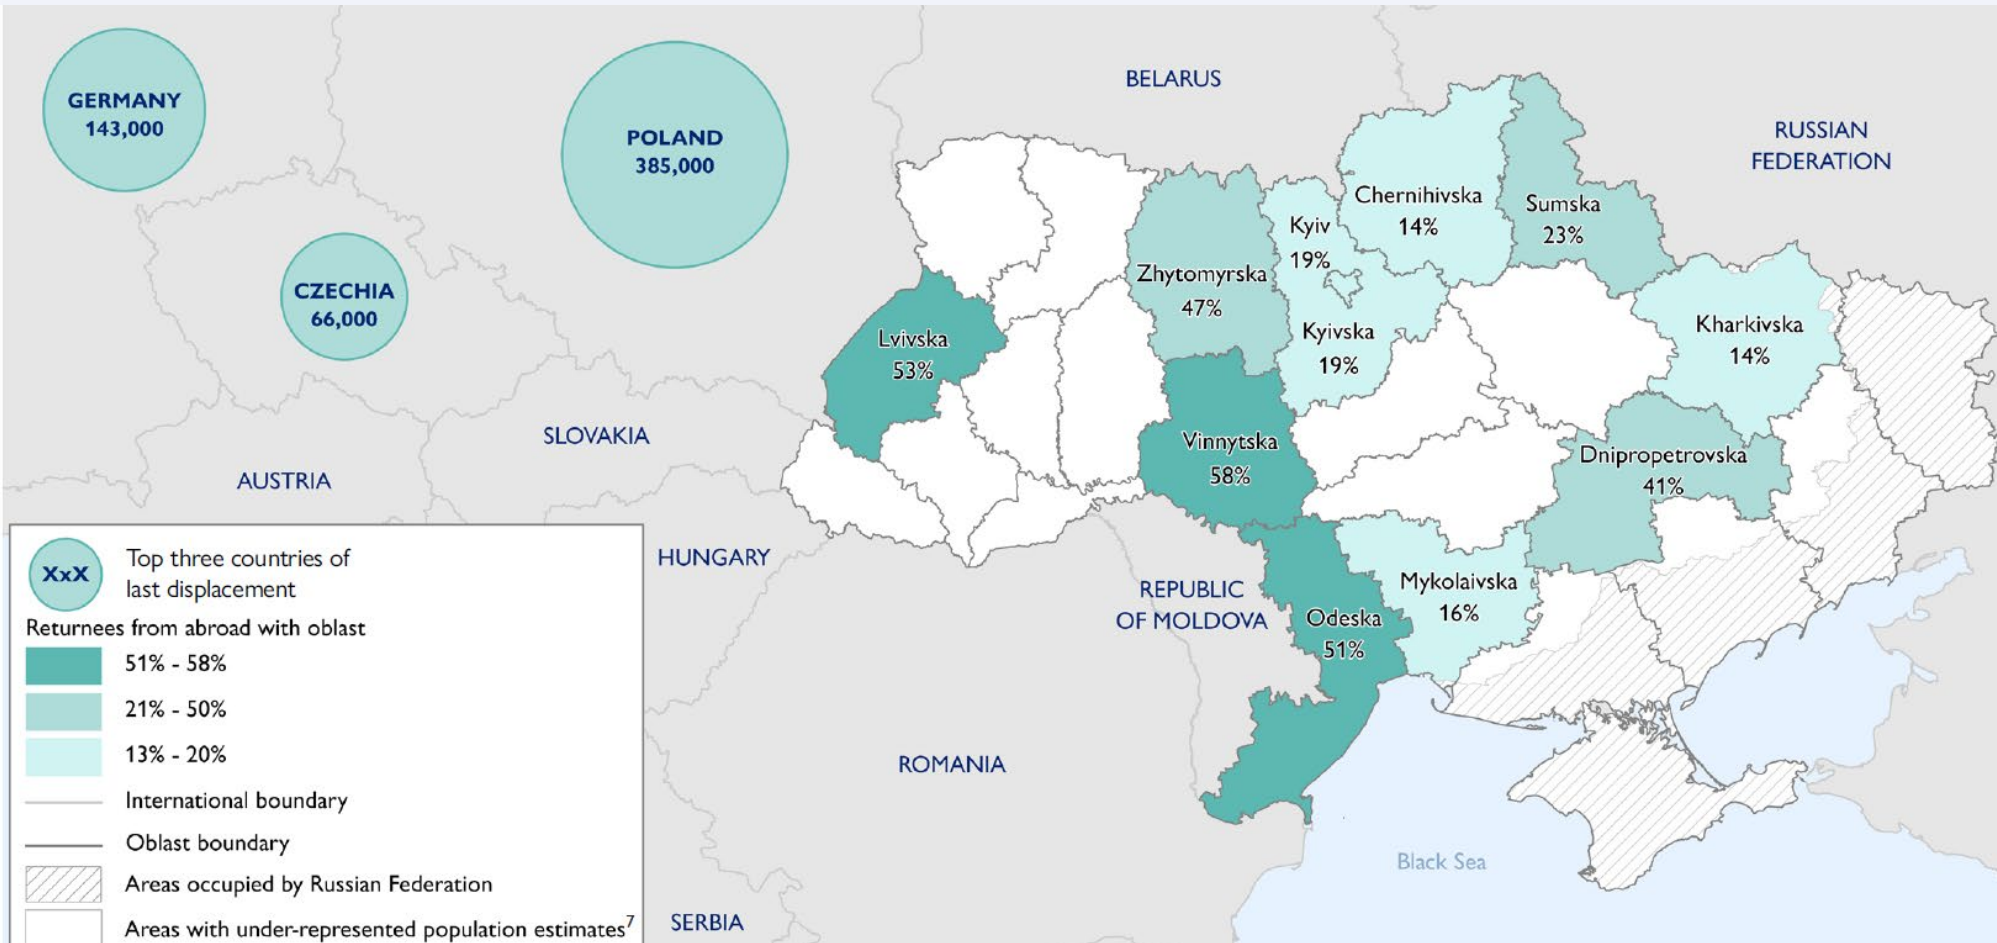 GERMANY
143,000
POLAND
385,000
CZECHIA
66,000
BELARUS
RUSSIAN
FEDERATION
SLOVAKIA
AUSTRIA
HUNGARY
REPUBLIC
OF MOLDOVA
ROMANIA
SERBIA
Black Sea
Chernihivska
14%
Sumska
23%
Kyiv
19%
Zhytomyrska
47%
Kyivska
19%
Kharkivska
14%
Lvivska
53%
Vinnytska
58%
Dnipropetrovska
41%
Mykolaivska
16%
Odeska
51%
XxX
Top three countries of
last displacement
Returnees from abroad with oblast
51% - 58%
21% - 50%
13% - 20%
International boundary
Oblast boundary
Areas occupied by Russian Federation
Areas with under-represented population estimates⁷